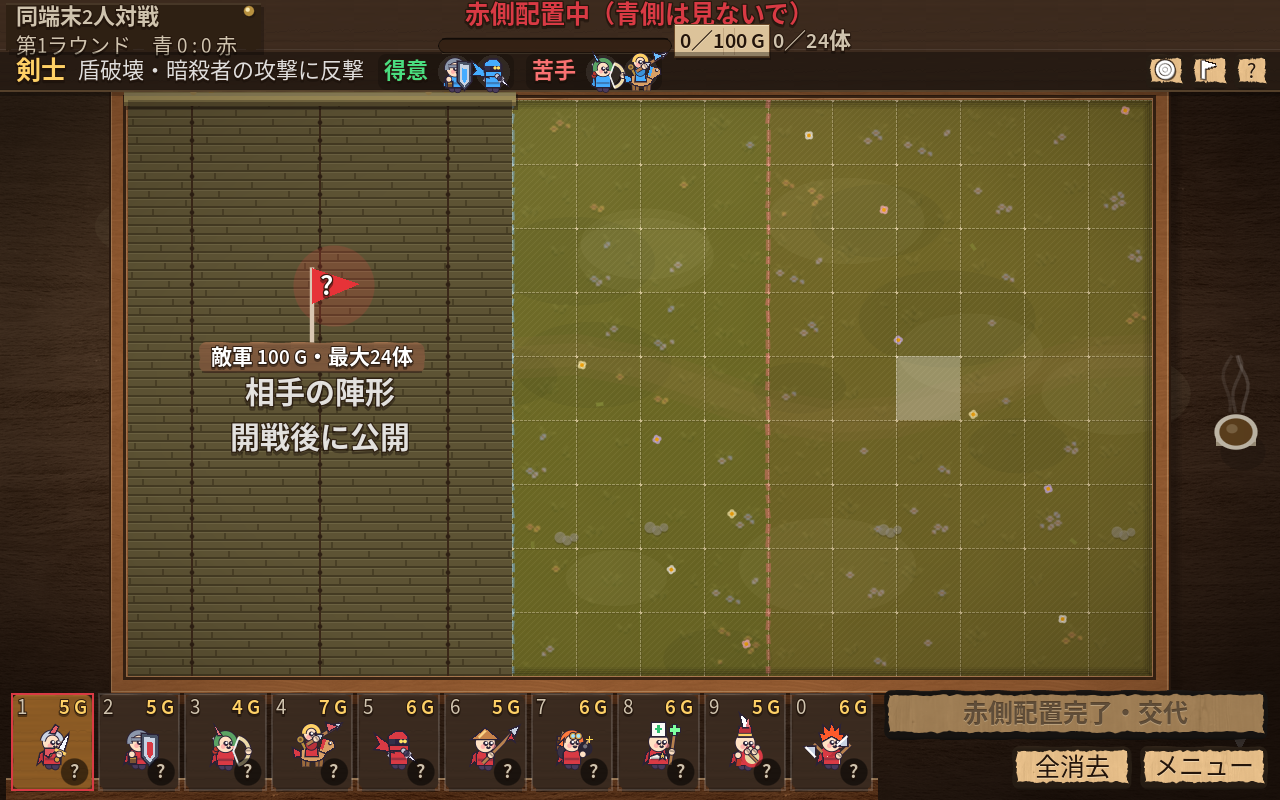 同端末2人対戦
第1ラウンド 青 0 : 0 赤
赤側配置中（青側は見ないで）
0／100 G 0／24体
剣士 盾破壊・暗殺者の攻撃に反撃 得意 苦手
?
?
敵軍 100 G・最大24体
相手の陣形
開戦後に公開
1 5 G 2 5 G 3 4 G 4 7 G 5 6 G 6 5 G 7 6 G 8 6 G 9 5 G 0 6 G
? ? ? ? ? ? ? ? ? ?
赤側配置完了・交代
全消去 メニュー